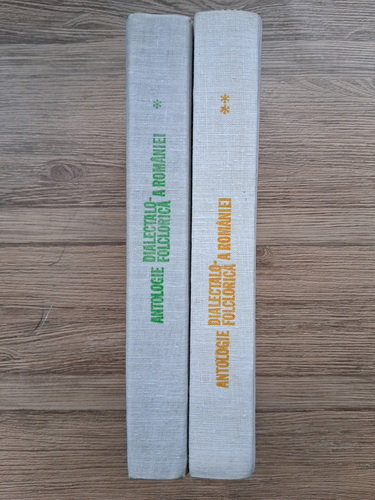 ANTOLOGIE DIALECTALO-
FOLCLORICĂ A ROMÂNIEI
*
ANTOLOGIE DIALECTALO-
FOLCLORICĂ A ROMÂNIEI
**